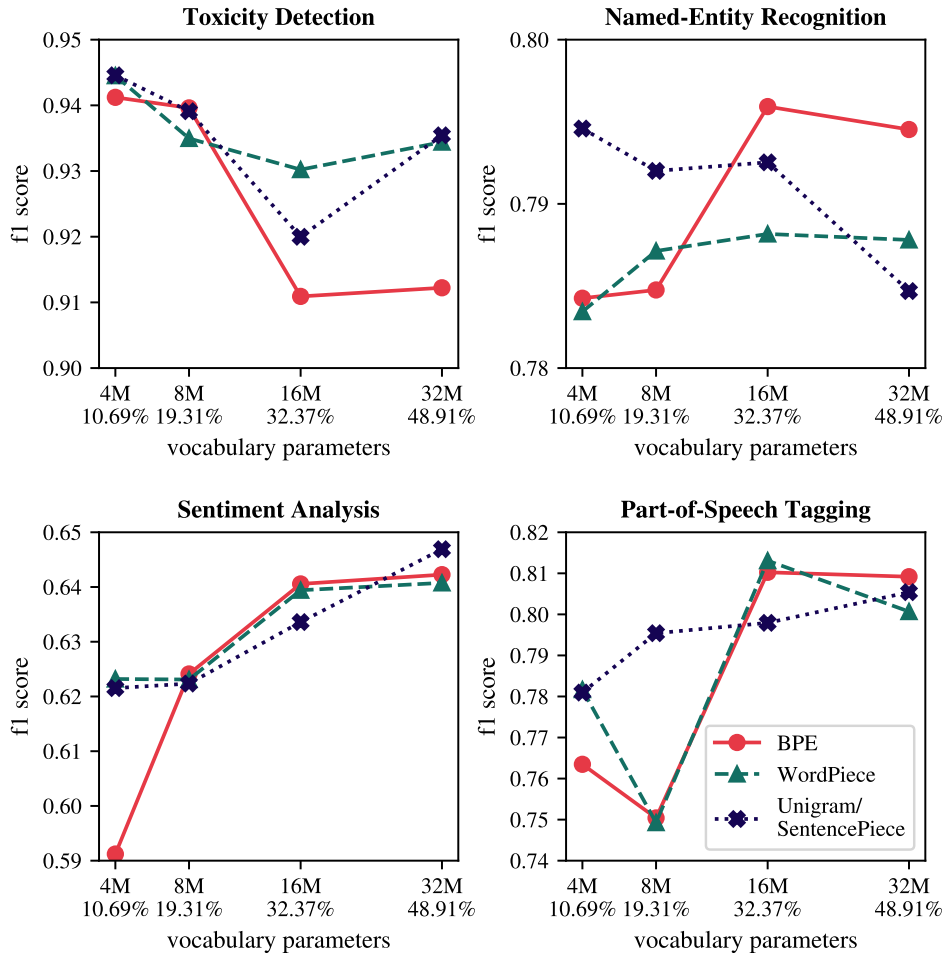 Toxicity Detection
0.95
0.94
0.93
0.92
0.91
0.90
f1 score
4M 8M 16M 32M
10.69% 19.31% 32.37% 48.91%
vocabulary parameters
Named-Entity Recognition
0.80
0.79
0.78
f1 score
4M 8M 16M 32M
10.69% 19.31% 32.37% 48.91%
vocabulary parameters
Sentiment Analysis
0.65
0.64
0.63
0.62
0.61
0.60
0.59
f1 score
4M 8M 16M 32M
10.69% 19.31% 32.37% 48.91%
vocabulary parameters
Part-of-Speech Tagging
0.82
0.81
0.80
0.79
0.78
0.77
0.76
0.75
0.74
f1 score
BPE
WordPiece
Unigram/
SentencePiece
4M 8M 16M 32M
10.69% 19.31% 32.37% 48.91%
vocabulary parameters